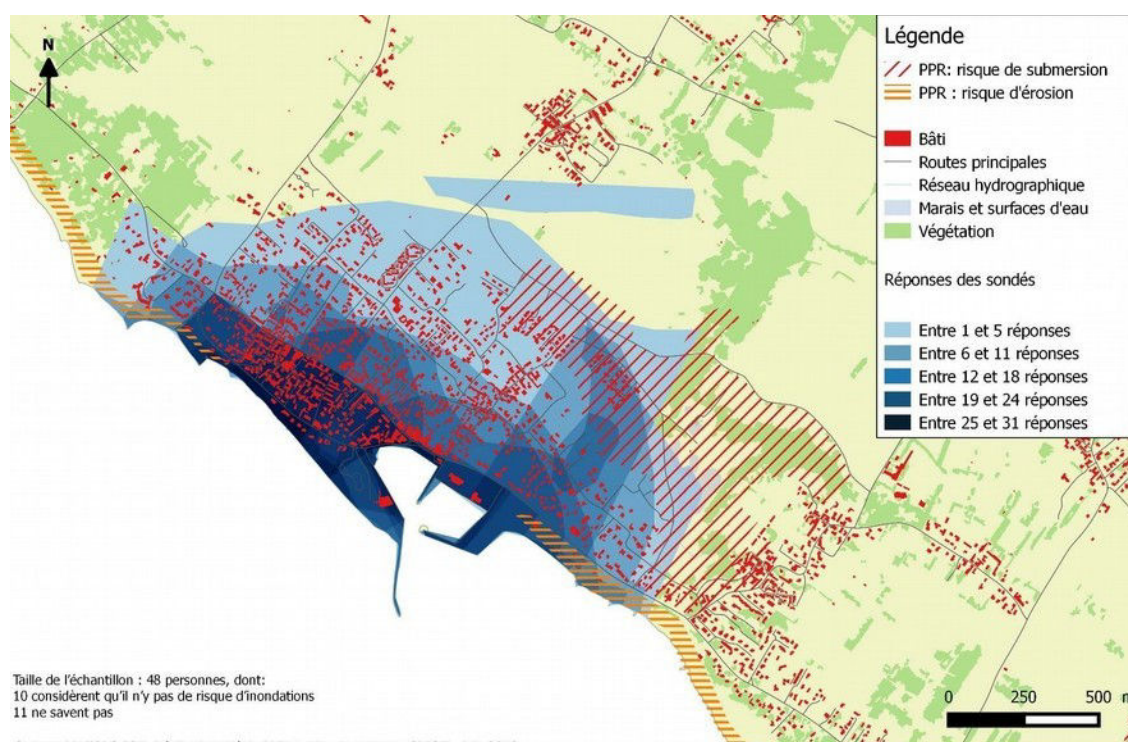 N
Légende
PPR: risque de submersion
PPR : risque d'érosion
Bâti
Routes principales
Réseau hydrographique
Marais et surfaces d'eau
Végétation
Réponses des sondés
Entre 1 et 5 réponses
Entre 6 et 11 réponses
Entre 12 et 18 réponses
Entre 19 et 24 réponses
Entre 25 et 31 réponses
Taille de l'échantillon : 48 personnes, dont:
10 considèrent qu'il n'y pas de risque d'inondations
11 ne savent pas
0 250 500 m